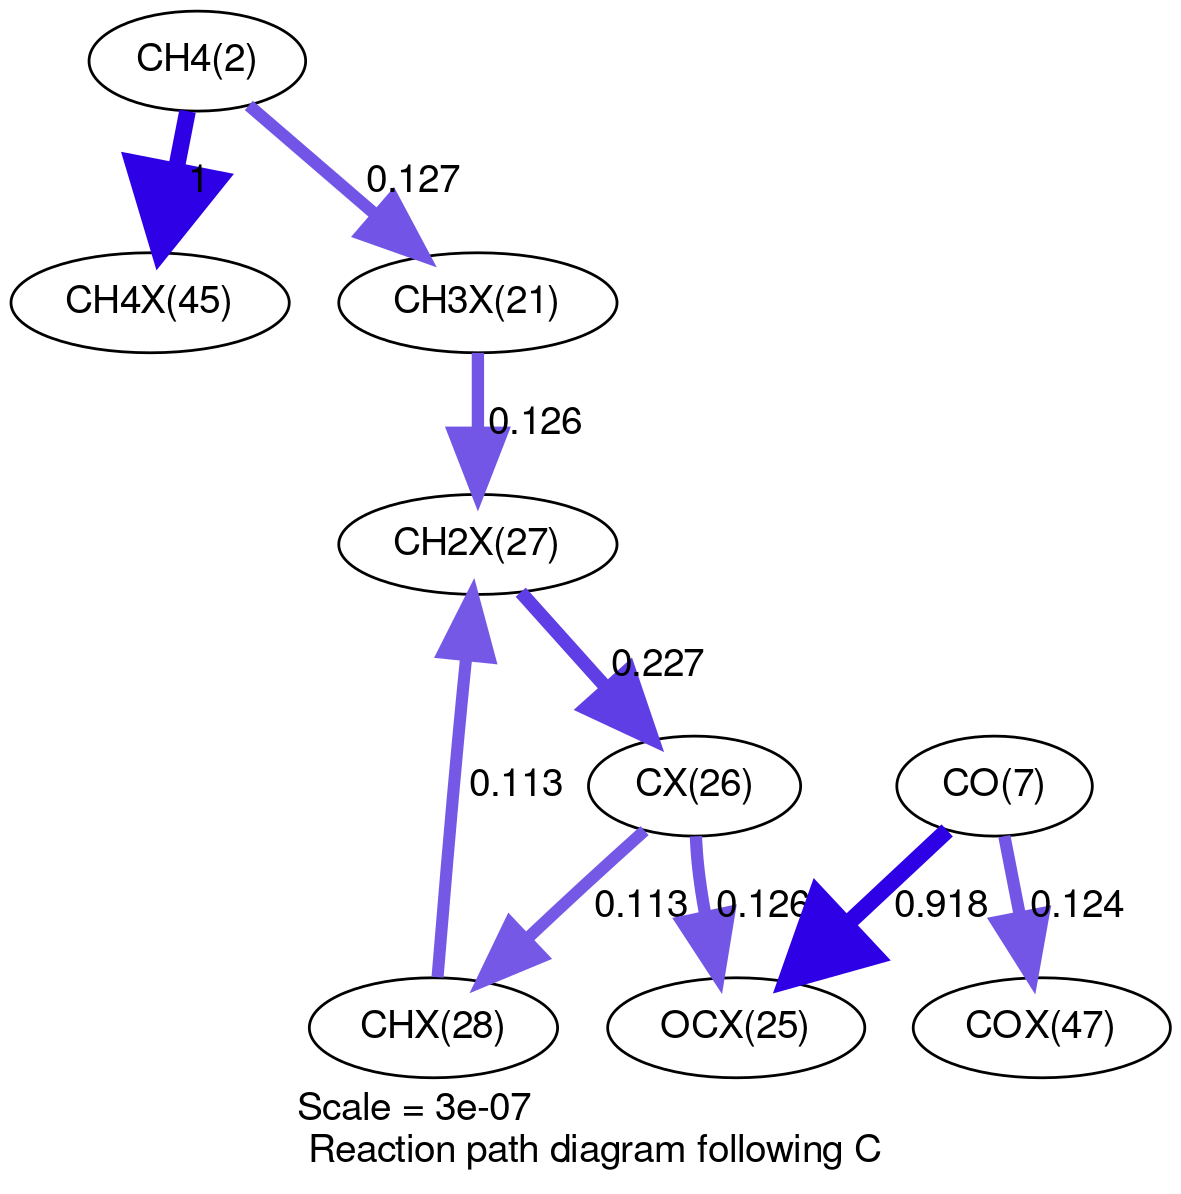 CH4(2)
1
0.127
CH4X(45)
CH3X(21)
0.126
CH2X(27)
0.227
0.113
CX(26)
CO(7)
0.113
0.126
0.918
0.124
CHX(28)
OCX(25)
COX(47)
Scale = 3e-07
Reaction path diagram following C